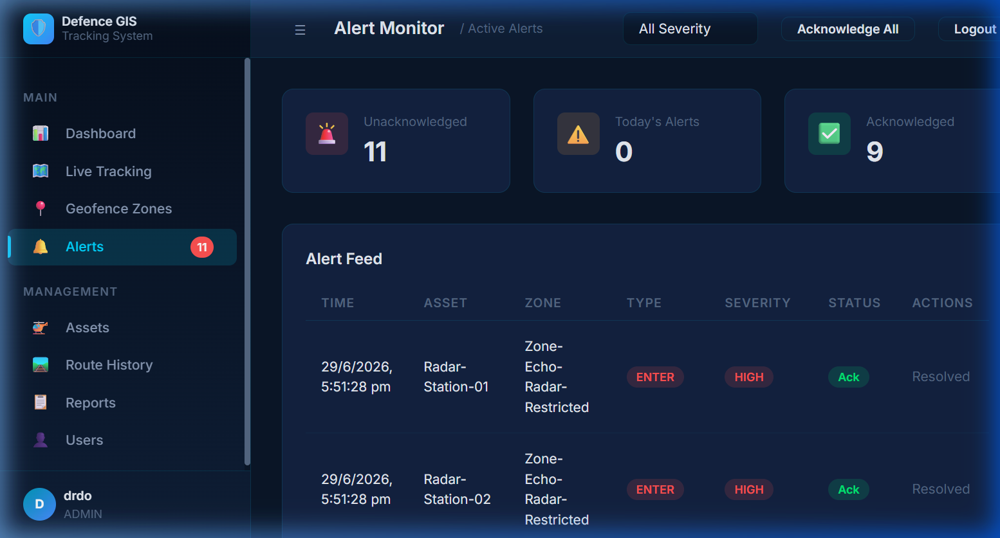 Defence GIS
Tracking System
☰
Alert Monitor / Active Alerts
All Severity
Acknowledge All
Logout
MAIN
Dashboard
Live Tracking
Geofence Zones
Alerts 11
MANAGEMENT
Assets
Route History
Reports
Users
D
drdo
ADMIN
Unacknowledged
11
Today's Alerts
0
Acknowledged
9
Alert Feed
TIME ASSET ZONE TYPE SEVERITY STATUS ACTIONS
29/6/2026,
5:51:28 pm
Radar-
Station-01
Zone-
Echo-
Radar-
Restricted
ENTER
HIGH
Ack
Resolved
29/6/2026,
5:51:28 pm
Radar-
Station-02
Zone-
Echo-
Radar-
Restricted
ENTER
HIGH
Ack
Resolved